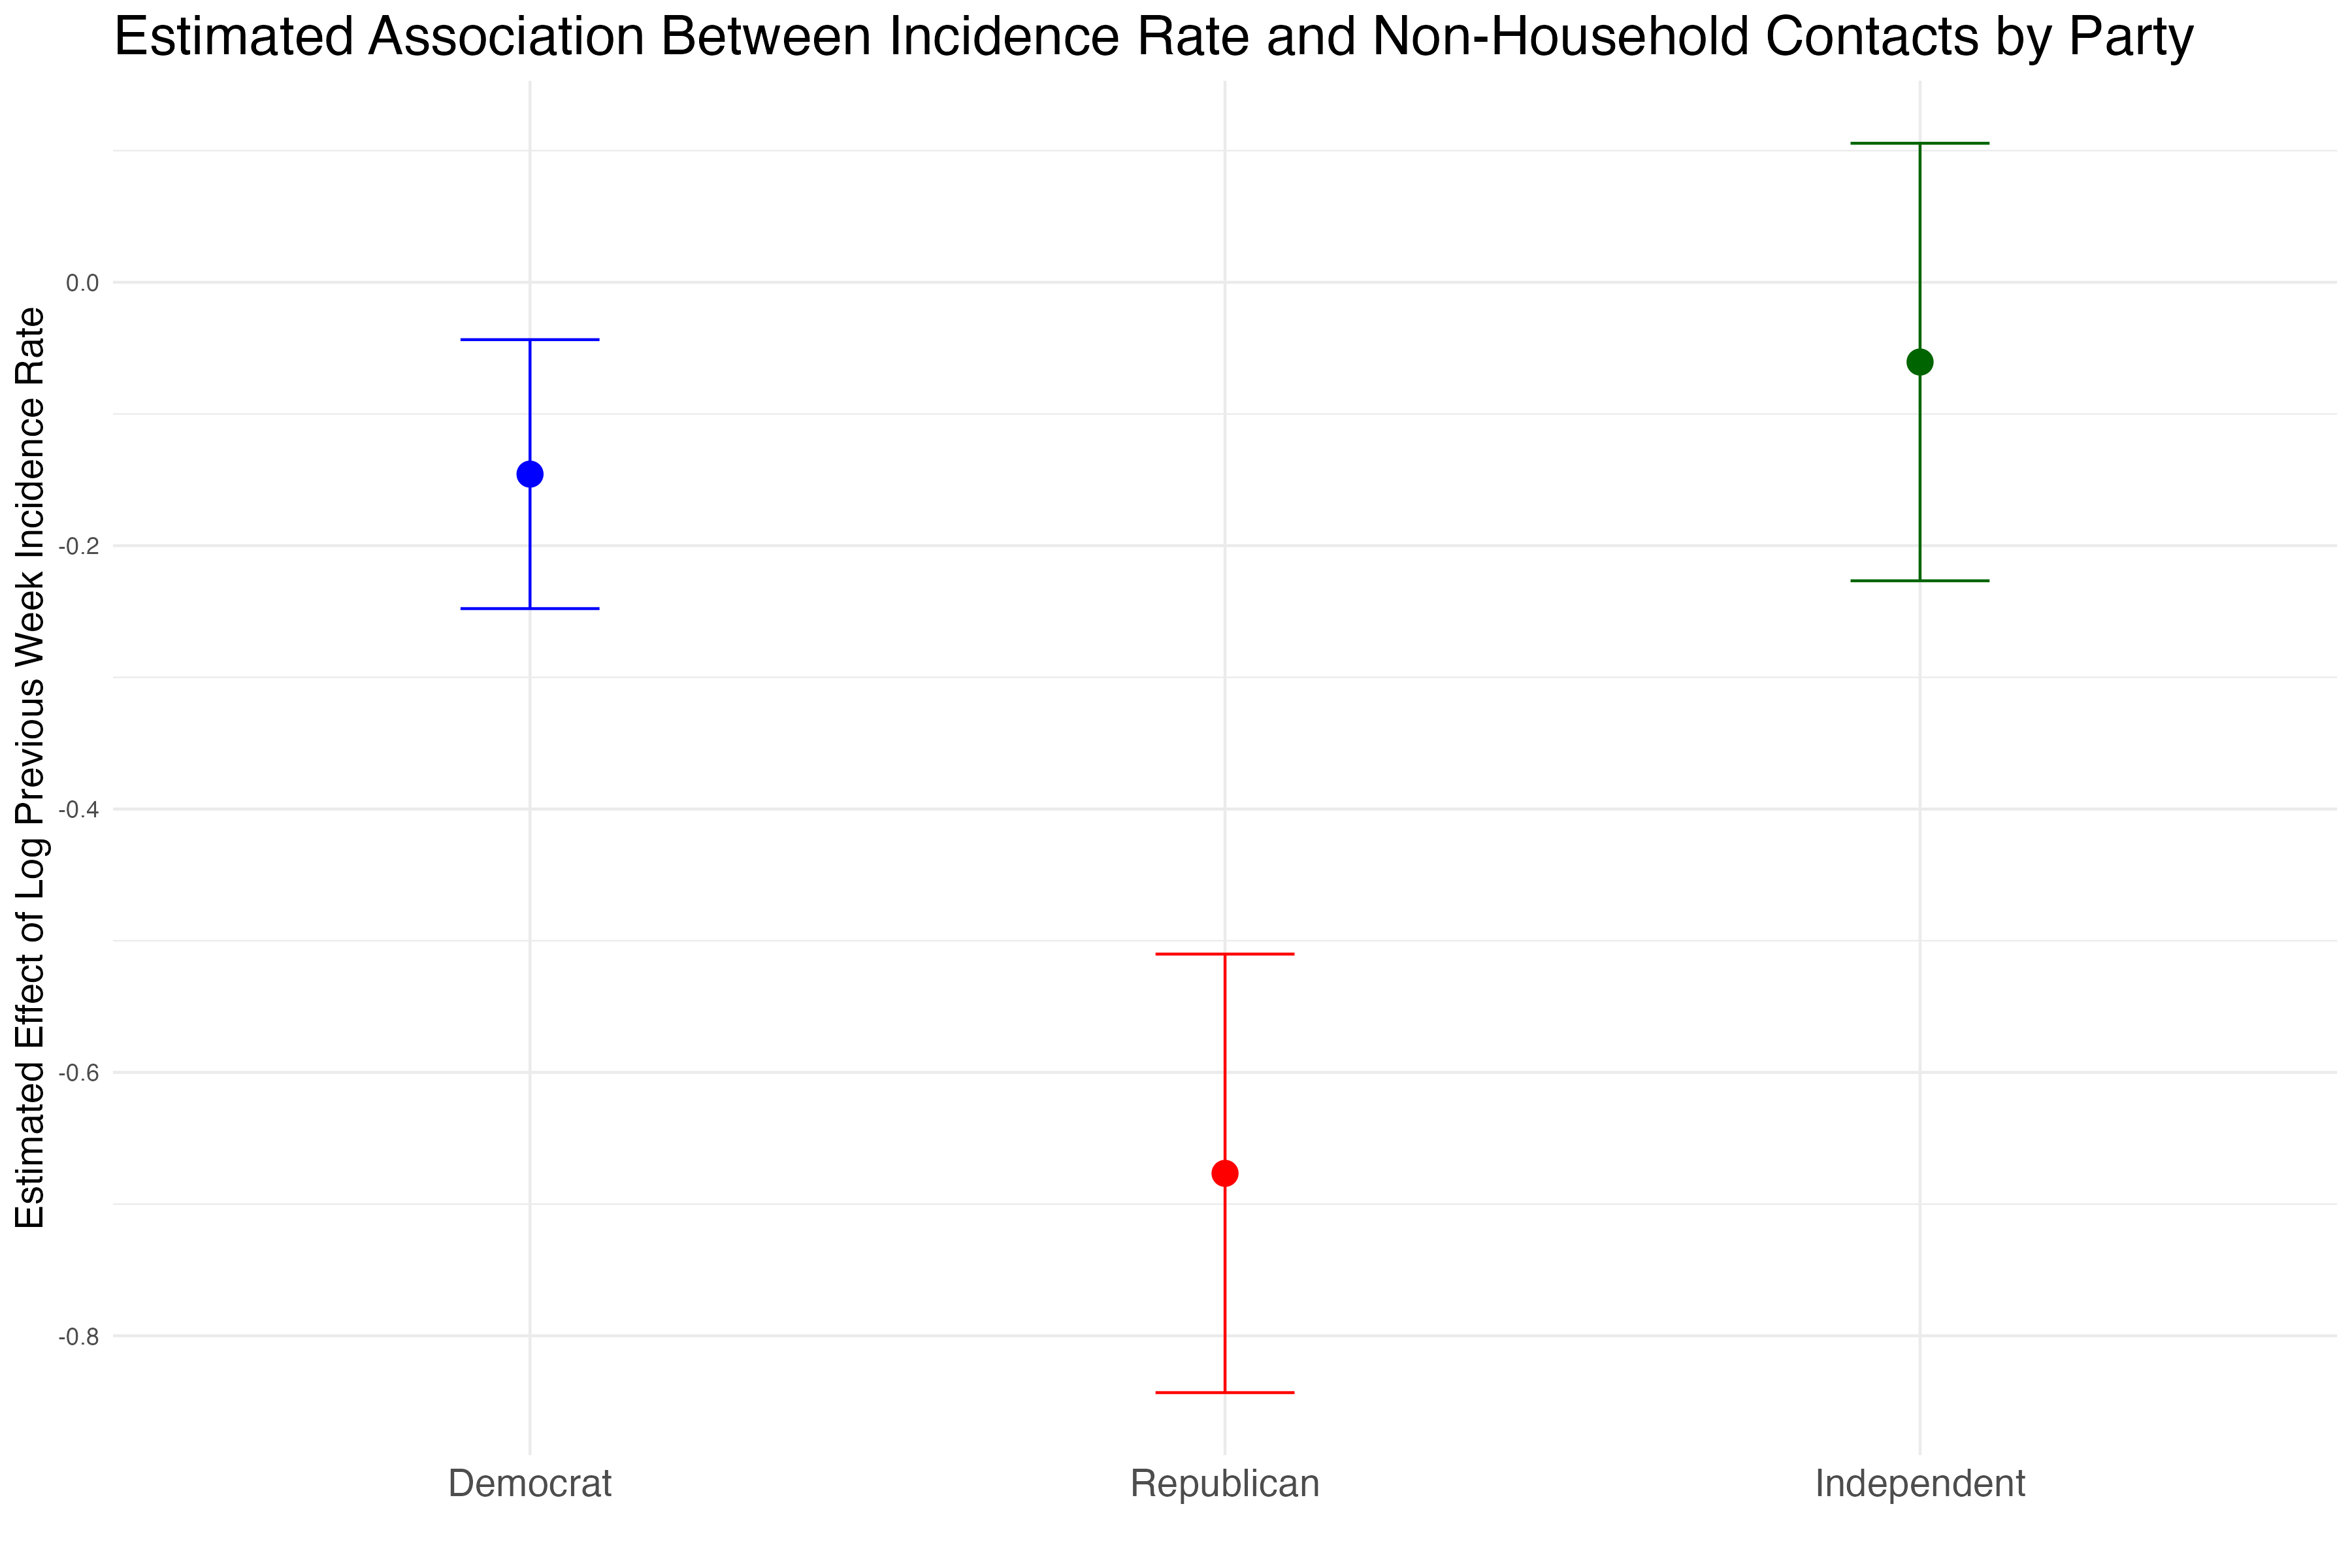 Estimated Association Between Incidence Rate and Non-Household Contacts by Party
Estimated Effect of Log Previous Week Incidence Rate
0.0
-0.2
-0.4
-0.6
-0.8
Democrat
Republican
Independent